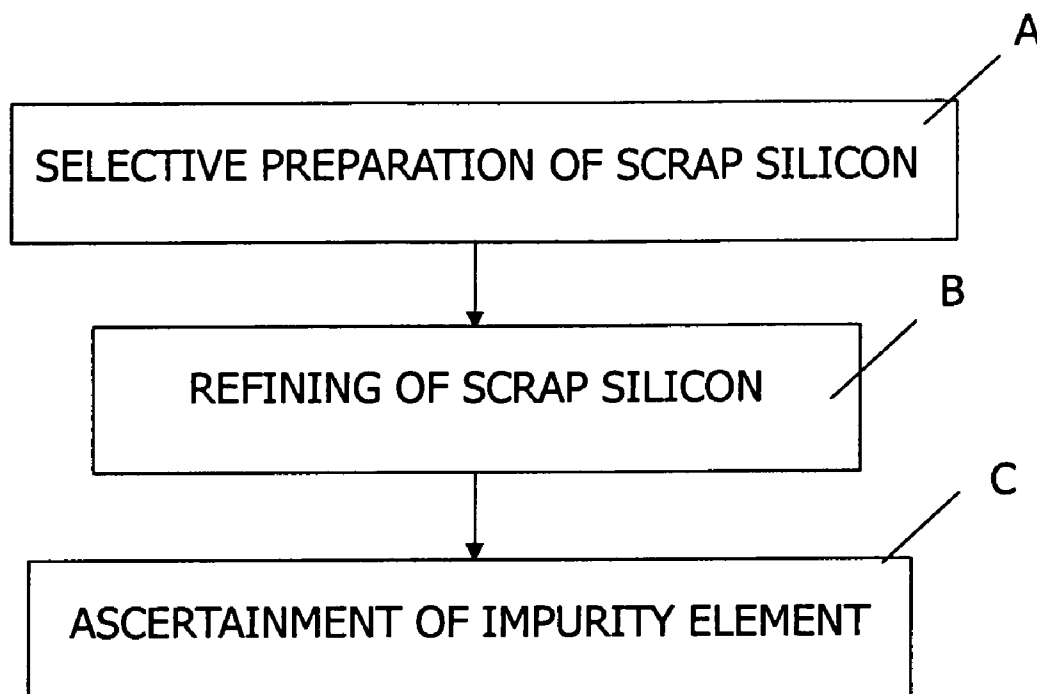 A
SELECTIVE PREPARATION OF SCRAP SILICON
B
REFINING OF SCRAP SILICON
C
ASCERTAINMENT OF IMPURITY ELEMENT